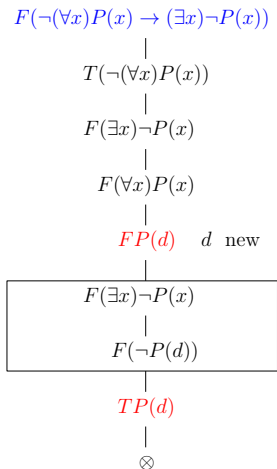 F(¬(∀x)P(x) → (∃x)¬P(x))
T(¬(∀x)P(x))
F(∃x)¬P(x)
F(∀x)P(x)
FP(d) d new
F(∃x)¬P(x)
F(¬P(d))
TP(d)
⊗